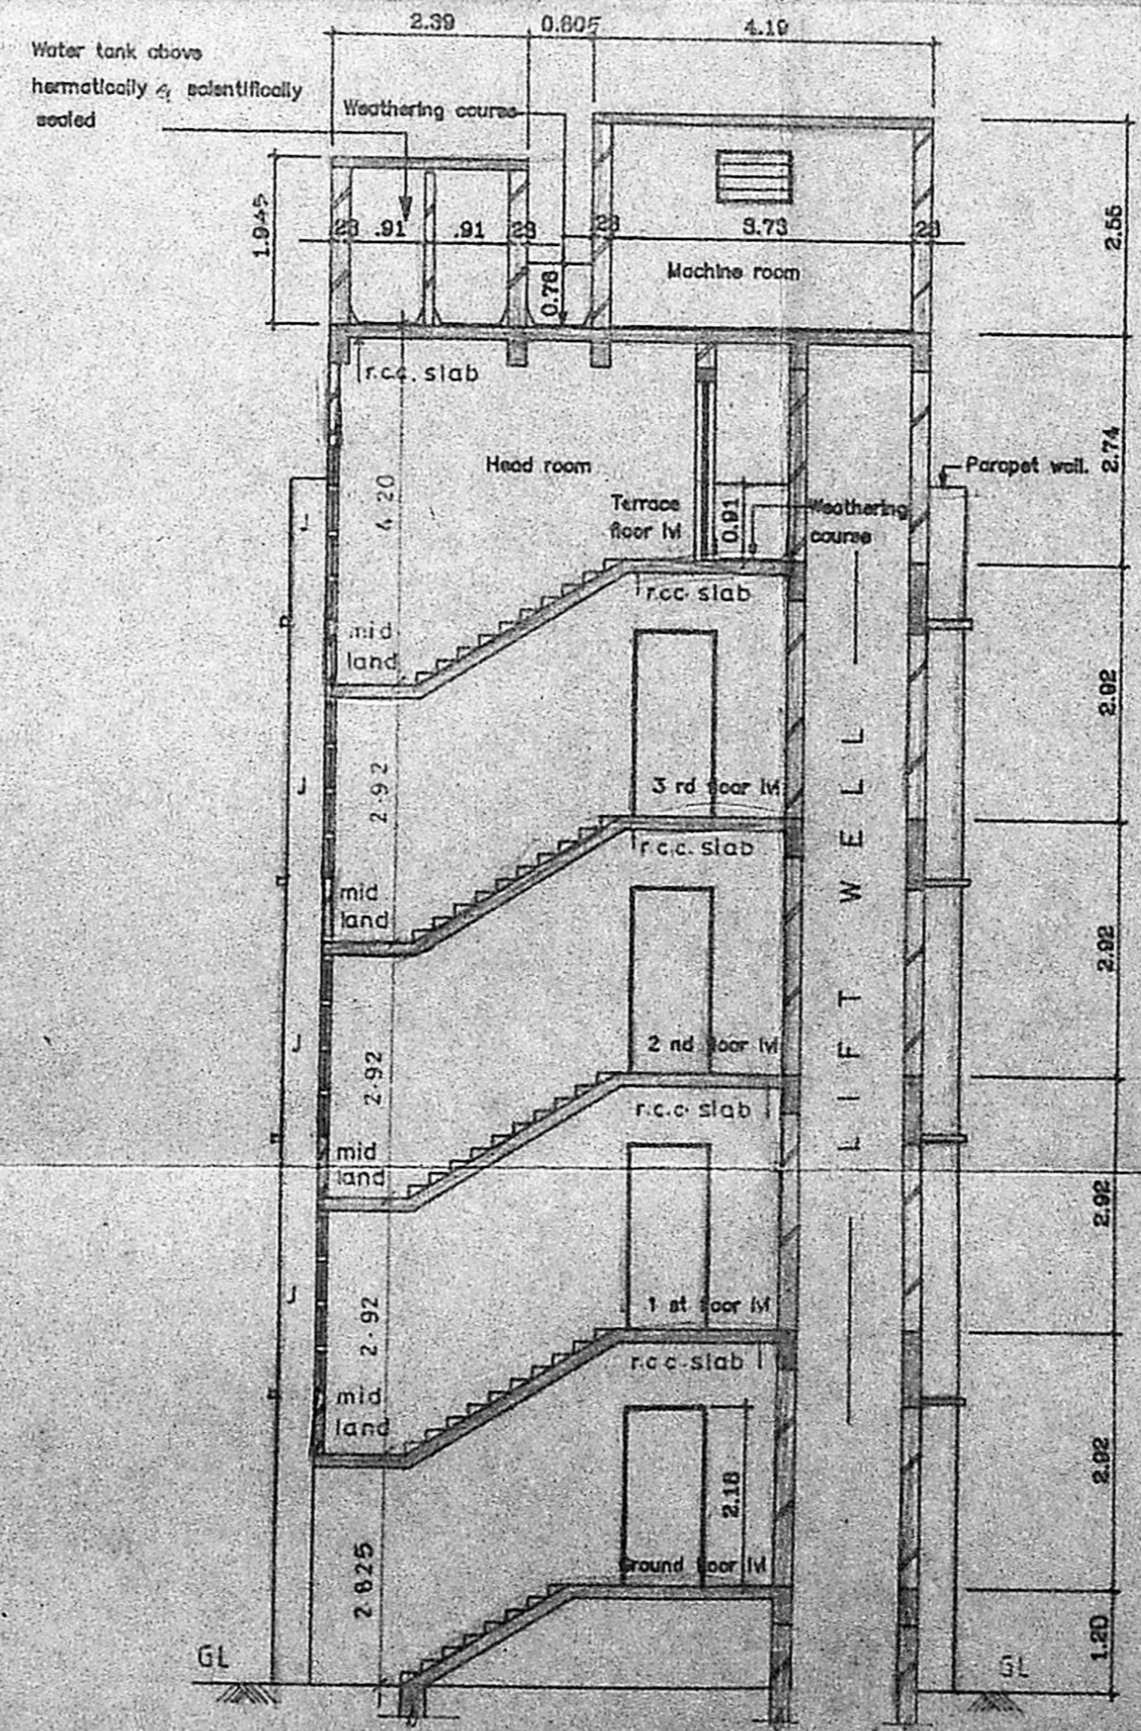 2.39 0.605 4.19
Water tank above
hermatically & scientifically
sealed
Weathering course
1.945
23 .91 .91 23 23 3.73 23
0.76
Machine room
2.55
r.c.c. slab
Head room
4.20
Terrace
floor lvl
0.91
Weathering
course
Parapet wall.
2.74
r.c.c. slab
mid
land
2.92
2.92
3 rd floor lvl
r.c.c. slab
mid
land
2.92
LIFT WELL
2.92
2 nd floor lvl
r.c.c. slab
mid
land
2.92
2.92
1 st floor lvl
r.c.c. slab
mid
land
2.92
2.18
2.825
Ground floor lvl
1.20
GL
GL